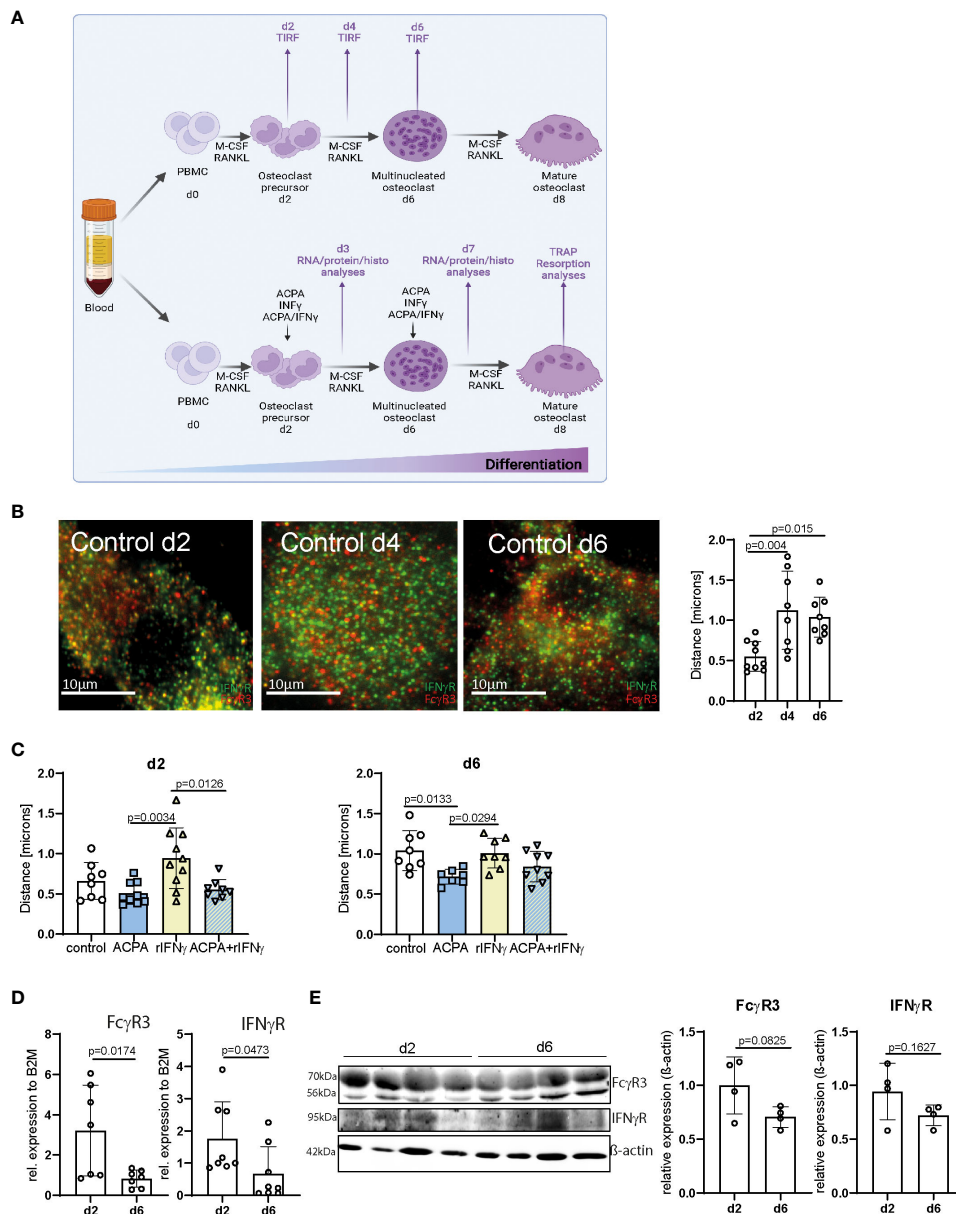 A
d2
TIRF
d4
TIRF
d6
TIRF
M-CSF
RANKL
M-CSF
RANKL
M-CSF
RANKL
PBMC
d0
Osteoclast
precursor
d2
Multinucleated
osteoclast
d6
Mature
osteoclast
d8
Blood
d3
RNA/protein/histo
analyses
d7
RNA/protein/histo
analyses
TRAP
Resorption
analyses
ACPA
INFγ
ACPA/IFNγ
ACPA
INFγ
ACPA/IFNγ
M-CSF
RANKL
M-CSF
RANKL
M-CSF
RANKL
PBMC
d0
Osteoclast
precursor
d2
Multinucleated
osteoclast
d6
Mature
osteoclast
d8
Differentiation
B
Control d2
10µm
IFNγR
γR3
Control d4
10µm
IFNγR
FcγR3
Control d6
10µm
IFNγR
FcγR3
Distance [microns]
2.0
1.5
1.0
0.5
0.0
p=0.015
p=0.004
d2
d4
d6
C
d2
Distance [microns]
2.0
1.5
1.0
0.5
0.0
p=0.0126
p=0.0034
control
ACPA
rIFNγ
ACPA+rIFNγ
d6
Distance [microns]
2.0
1.5
1.0
0.5
0.0
p=0.0133
p=0.0294
control
ACPA
rIFNγ
ACPA+rIFNγ
D
FcγR3
rel. expression to B2M
8
6
4
2
0
p=0.0174
d2
d6
IFNγR
rel. expression to B2M
5
4
3
2
1
0
p=0.0473
d2
d6
E
d2
d6
70kDa
56kDa
FcγR3
95kDa
IFNγR
42kDa
ß-actin
FcγR3
relative expression (ß-actin)
1.5
1.0
0.5
0.0
p=0.0825
d2
d6
IFNγR
relative expression (ß-actin)
1.5
1.0
0.5
0.0
p=0.1627
d2
d6